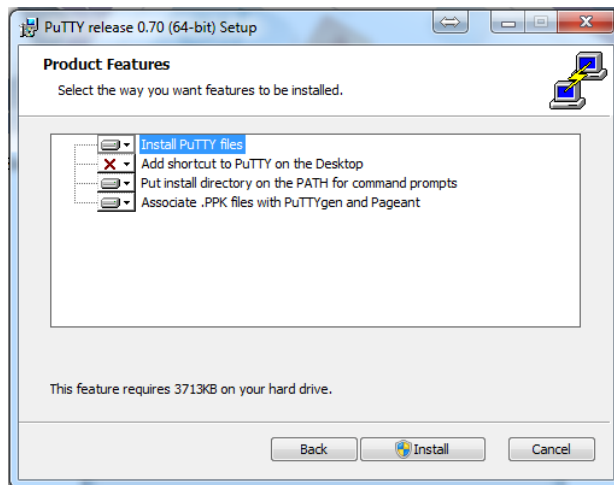 PuTTY release 0.70 (64-bit) Setup
Product Features
Select the way you want features to be installed.
Install PuTTY files
Add shortcut to PuTTY on the Desktop
Put install directory on the PATH for command prompts
Associate .PPK files with PuTTYgen and Pageant
This feature requires 3713KB on your hard drive.
Back
Install
Cancel